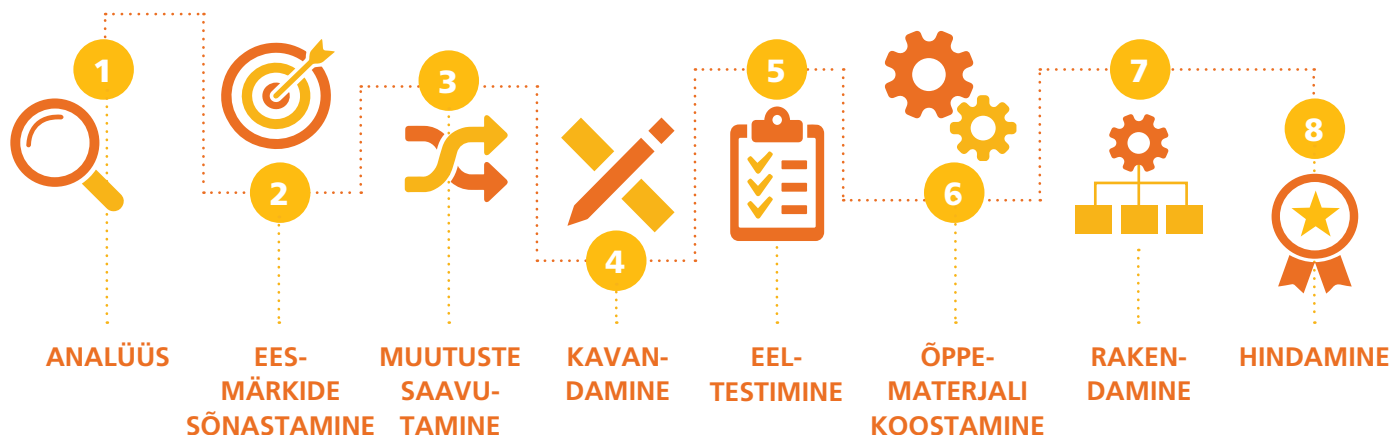 1
ANALÜÜS
2
EES-
MÄRKIDE
SÕNASTAMINE
3
MUUTUSTE
SAAVU-
TAMINE
4
KAVAN-
DAMINE
5
EEL-
TESTIMINE
6
ÕPPE-
MATERJALI
KOOSTAMINE
7
RAKEN-
DAMINE
8
HINDAMINE